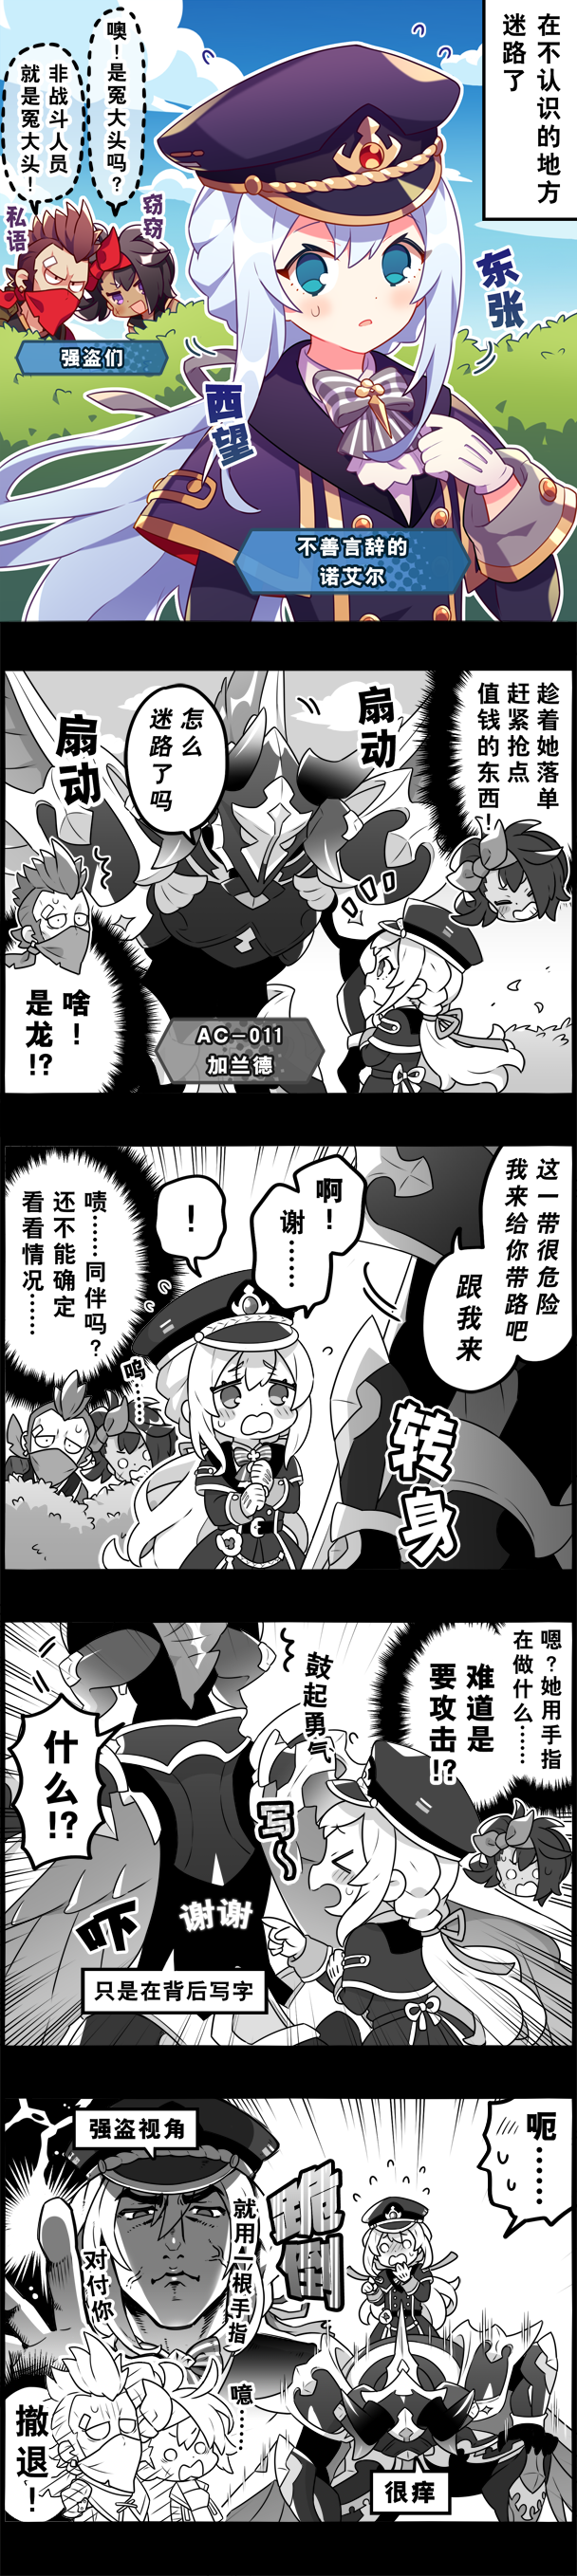 在不认识的地方
迷路了
噢！是冤大头吗？
非战斗人员
就是冤大头！
窃窃
私语
强盗们
东张
西望
不善言辞的
诺艾尔
趁着她落单
赶紧抢点
值钱的东西！
扇动
怎么
迷路了吗
扇动
啥！
是龙!?
AC-011
加兰德
这一带很危险
我来给你带路吧
跟我来
啊！
谢……
！
啧……同伴吗？
还不能确定
看看情况……
呜……
转身
嗯？她用手指
在做什么……
难道是
要攻击!?
鼓起勇气
写～
什么!?
谢谢
吓
只是在背后写字
呃……
跪倒
强盗视角
就用一根手指
对付你
噫……
撤退！
很痒